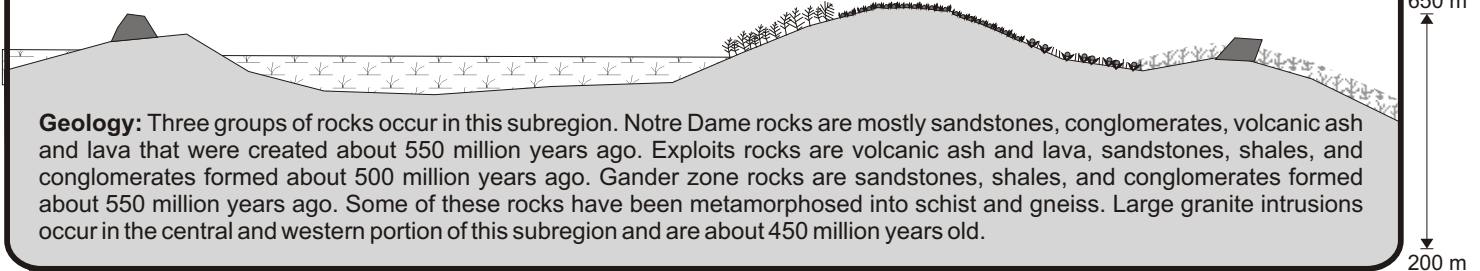 650 m
Geology: Three groups of rocks occur in this subregion. Notre Dame rocks are mostly sandstones, conglomerates, volcanic ash
and lava that were created about 550 million years ago. Exploits rocks are volcanic ash and lava, sandstones, shales, and
conglomerates formed about 500 million years ago. Gander zone rocks are sandstones, shales, and conglomerates formed
about 550 million years ago. Some of these rocks have been metamorphosed into schist and gneiss. Large granite intrusions
occur in the central and western portion of this subregion and are about 450 million years old.
200 m